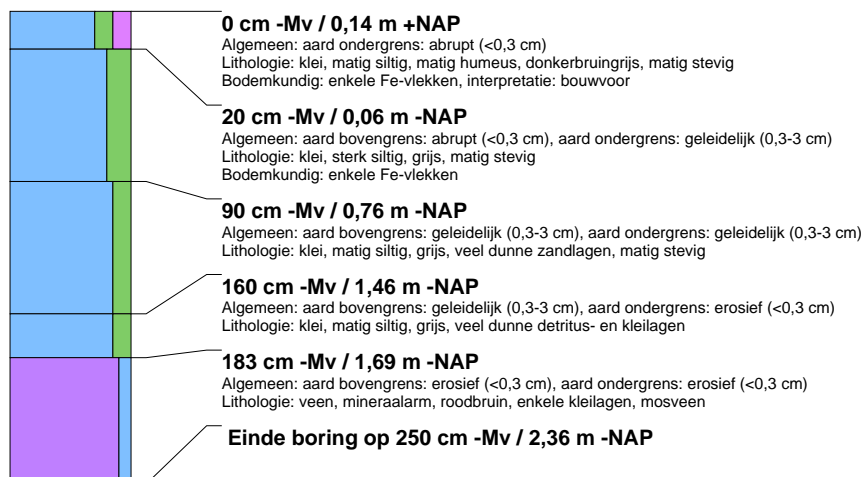 0 cm -Mv / 0,14 m +NAP
Algemeen: aard ondergrens: abrupt (<0,3 cm)
Lithologie: klei, matig siltig, matig humeus, donkerbruingrijs, matig stevig
Bodemkundig: enkele Fe-vlekken, interpretatie: bouwvoor
20 cm -Mv / 0,06 m -NAP
Algemeen: aard bovengrens: abrupt (<0,3 cm), aard ondergrens: geleidelijk (0,3-3 cm)
Lithologie: klei, sterk siltig, grijs, matig stevig
Bodemkundig: enkele Fe-vlekken
90 cm -Mv / 0,76 m -NAP
Algemeen: aard bovengrens: geleidelijk (0,3-3 cm), aard ondergrens: geleidelijk (0,3-3 cm)
Lithologie: klei, matig siltig, grijs, veel dunne zandlagen, matig stevig
160 cm -Mv / 1,46 m -NAP
Algemeen: aard bovengrens: geleidelijk (0,3-3 cm), aard ondergrens: erosief (<0,3 cm)
Lithologie: klei, matig siltig, grijs, veel dunne detritus- en kleilagen
183 cm -Mv / 1,69 m -NAP
Algemeen: aard bovengrens: erosief (<0,3 cm), aard ondergrens: erosief (<0,3 cm)
Lithologie: veen, mineraalarm, roodbruin, enkele kleilagen, mosveen
Einde boring op 250 cm -Mv / 2,36 m -NAP